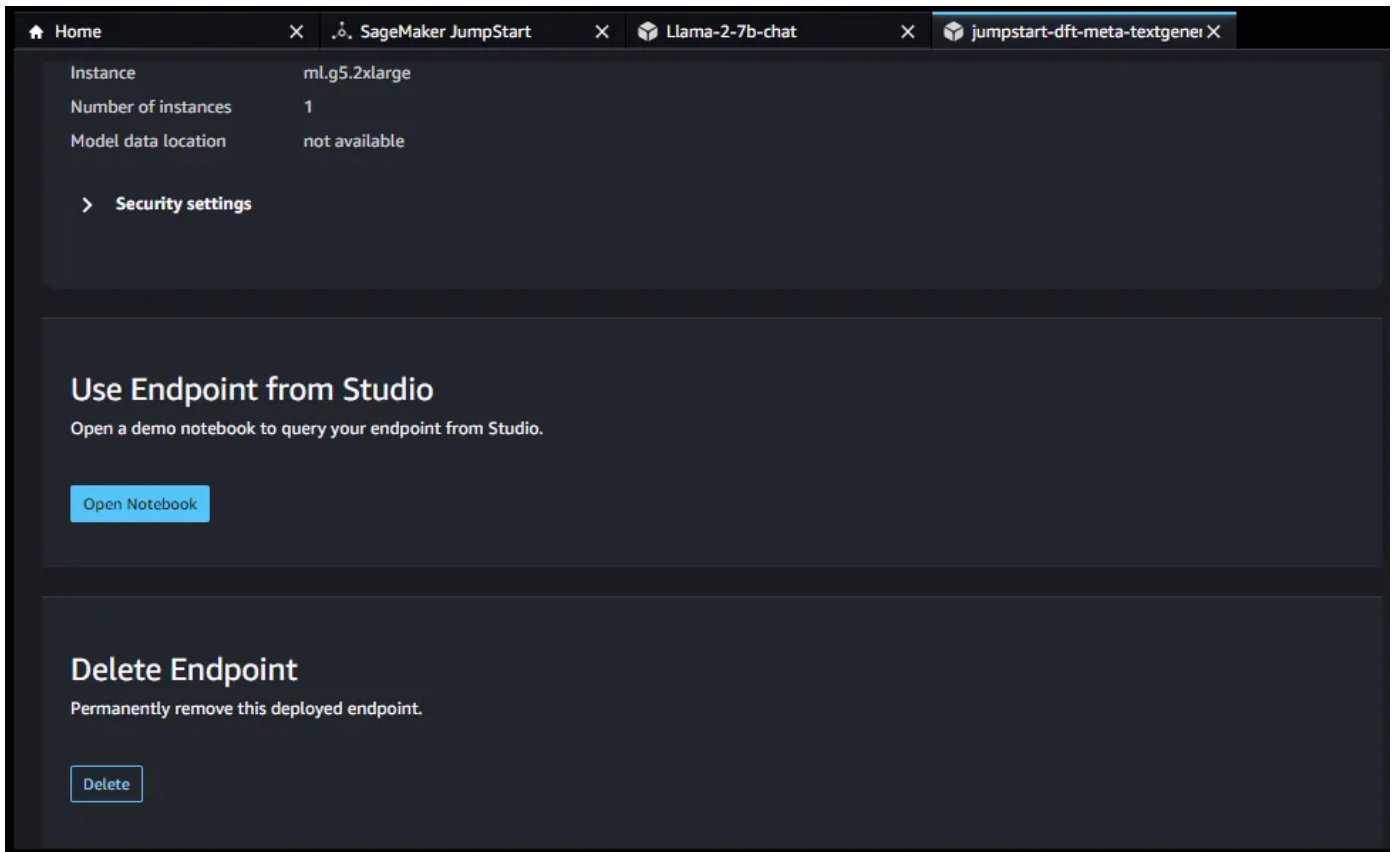 Home
SageMaker JumpStart
Llama-2-7b-chat
jumpstart-dft-meta-textgener
Instance ml.g5.2xlarge
Number of instances 1
Model data location not available
Security settings
Use Endpoint from Studio
Open a demo notebook to query your endpoint from Studio.
Open Notebook
Delete Endpoint
Permanently remove this deployed endpoint.
Delete